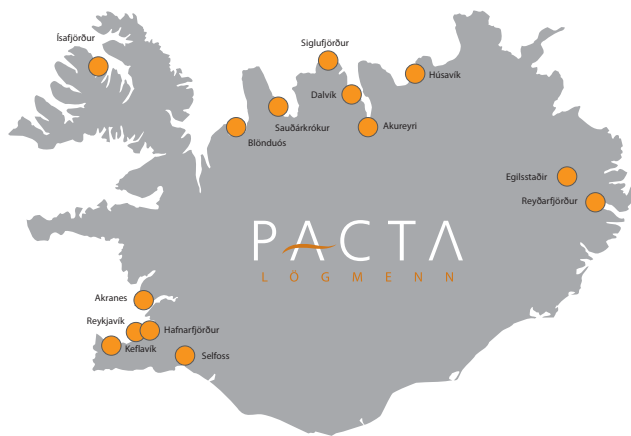 Ísafjörður
Siglufjörður
Húsavík
Dalvík
Sauðárkrókur
Akureyri
Blönduós
Egilsstaðir
Reyðarfjörður
PACTA
LÖGMENN
Akranes
Reykjavík
Hafnarfjörður
Keflavík
Selfoss